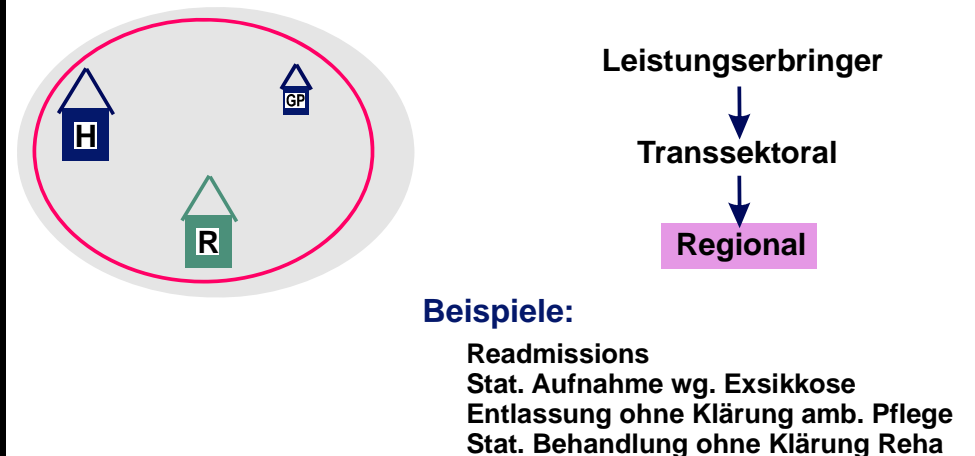 H
GP
R
Leistungserbringer
Transsektoral
Regional
Beispiele:
Readmissions
Stat. Aufnahme wg. Exsikkose
Entlassung ohne Klärung amb. Pflege
Stat. Behandlung ohne Klärung Reha